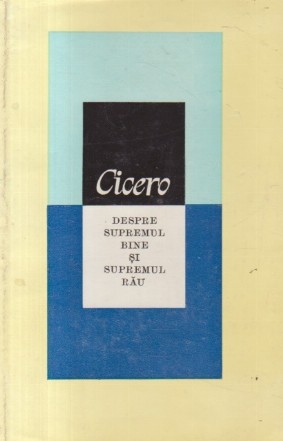 Cicero
DESPRE
SUPREMUL
BINE
ȘI
SUPREMUL
RĂU